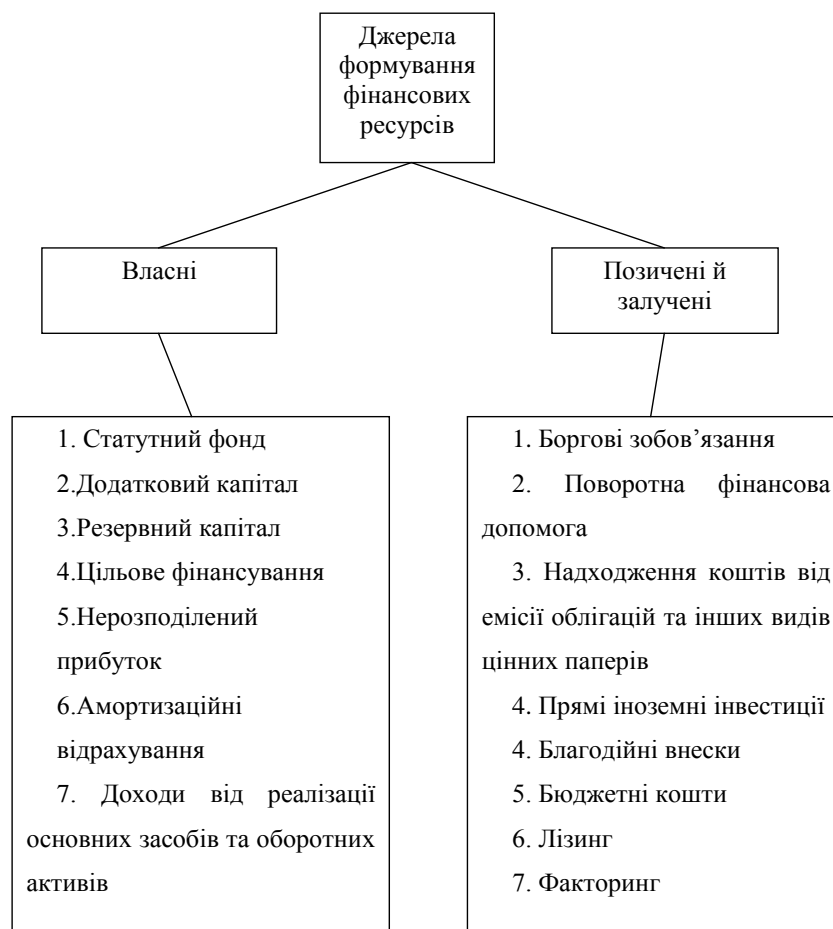 Джерела
формування
фінансових
ресурсів
Власні
Позичені й
залучені
1. Статутний фонд
2.Додатковий капітал
3.Резервний капітал
4.Цільове фінансування
5.Нерозподілений
прибуток
6.Амортизаційні
відрахування
7. Доходи від реалізації
основних засобів та оборотних
активів
1. Боргові зобов’язання
2. Поворотна фінансова
допомога
3. Надходження коштів від
емісії облігацій та інших видів
цінних паперів
4. Прямі іноземні інвестиції
4. Благодійні внески
5. Бюджетні кошти
6. Лізинг
7. Факторинг